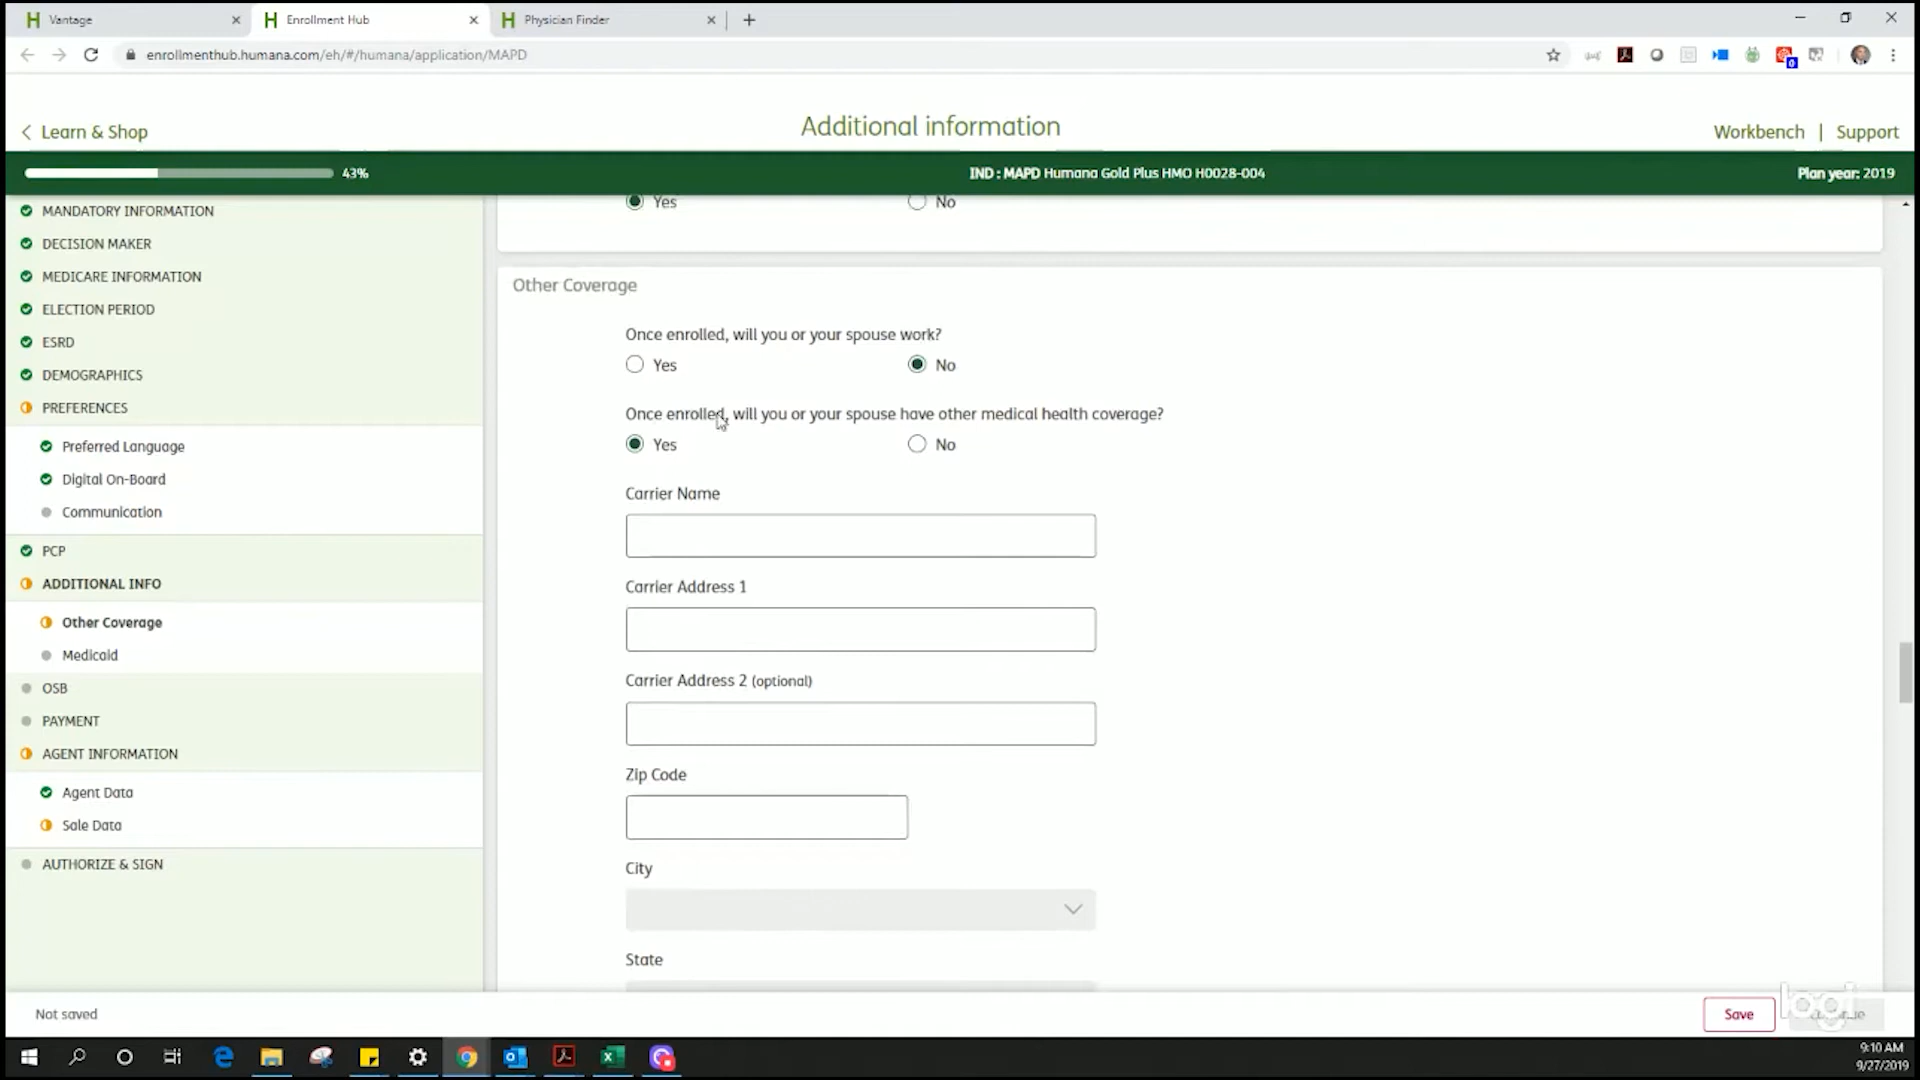 Vantage
Enrollment Hub
Physician Finder
enrollmenthub.humana.com/eh/#/humana/application/MAPD
Learn & Shop
Additional information
Workbench | Support
43%
IND : MAPD Humana Gold Plus HMO H0028-004
Plan year: 2019
MANDATORY INFORMATION
DECISION MAKER
MEDICARE INFORMATION
ELECTION PERIOD
ESRD
DEMOGRAPHICS
PREFERENCES
Preferred Language
Digital On-Board
Communication
PCP
ADDITIONAL INFO
Other Coverage
Medicaid
OSB
PAYMENT
AGENT INFORMATION
Agent Data
Sale Data
AUTHORIZE & SIGN
Yes No
Other Coverage
Once enrolled, will you or your spouse work?
Yes No
Once enrolled, will you or your spouse have other medical health coverage?
Yes No
Carrier Name
Carrier Address 1
Carrier Address 2 (optional)
Zip Code
City
State
Not saved
Save
logi
9:10 AM
9/27/2019